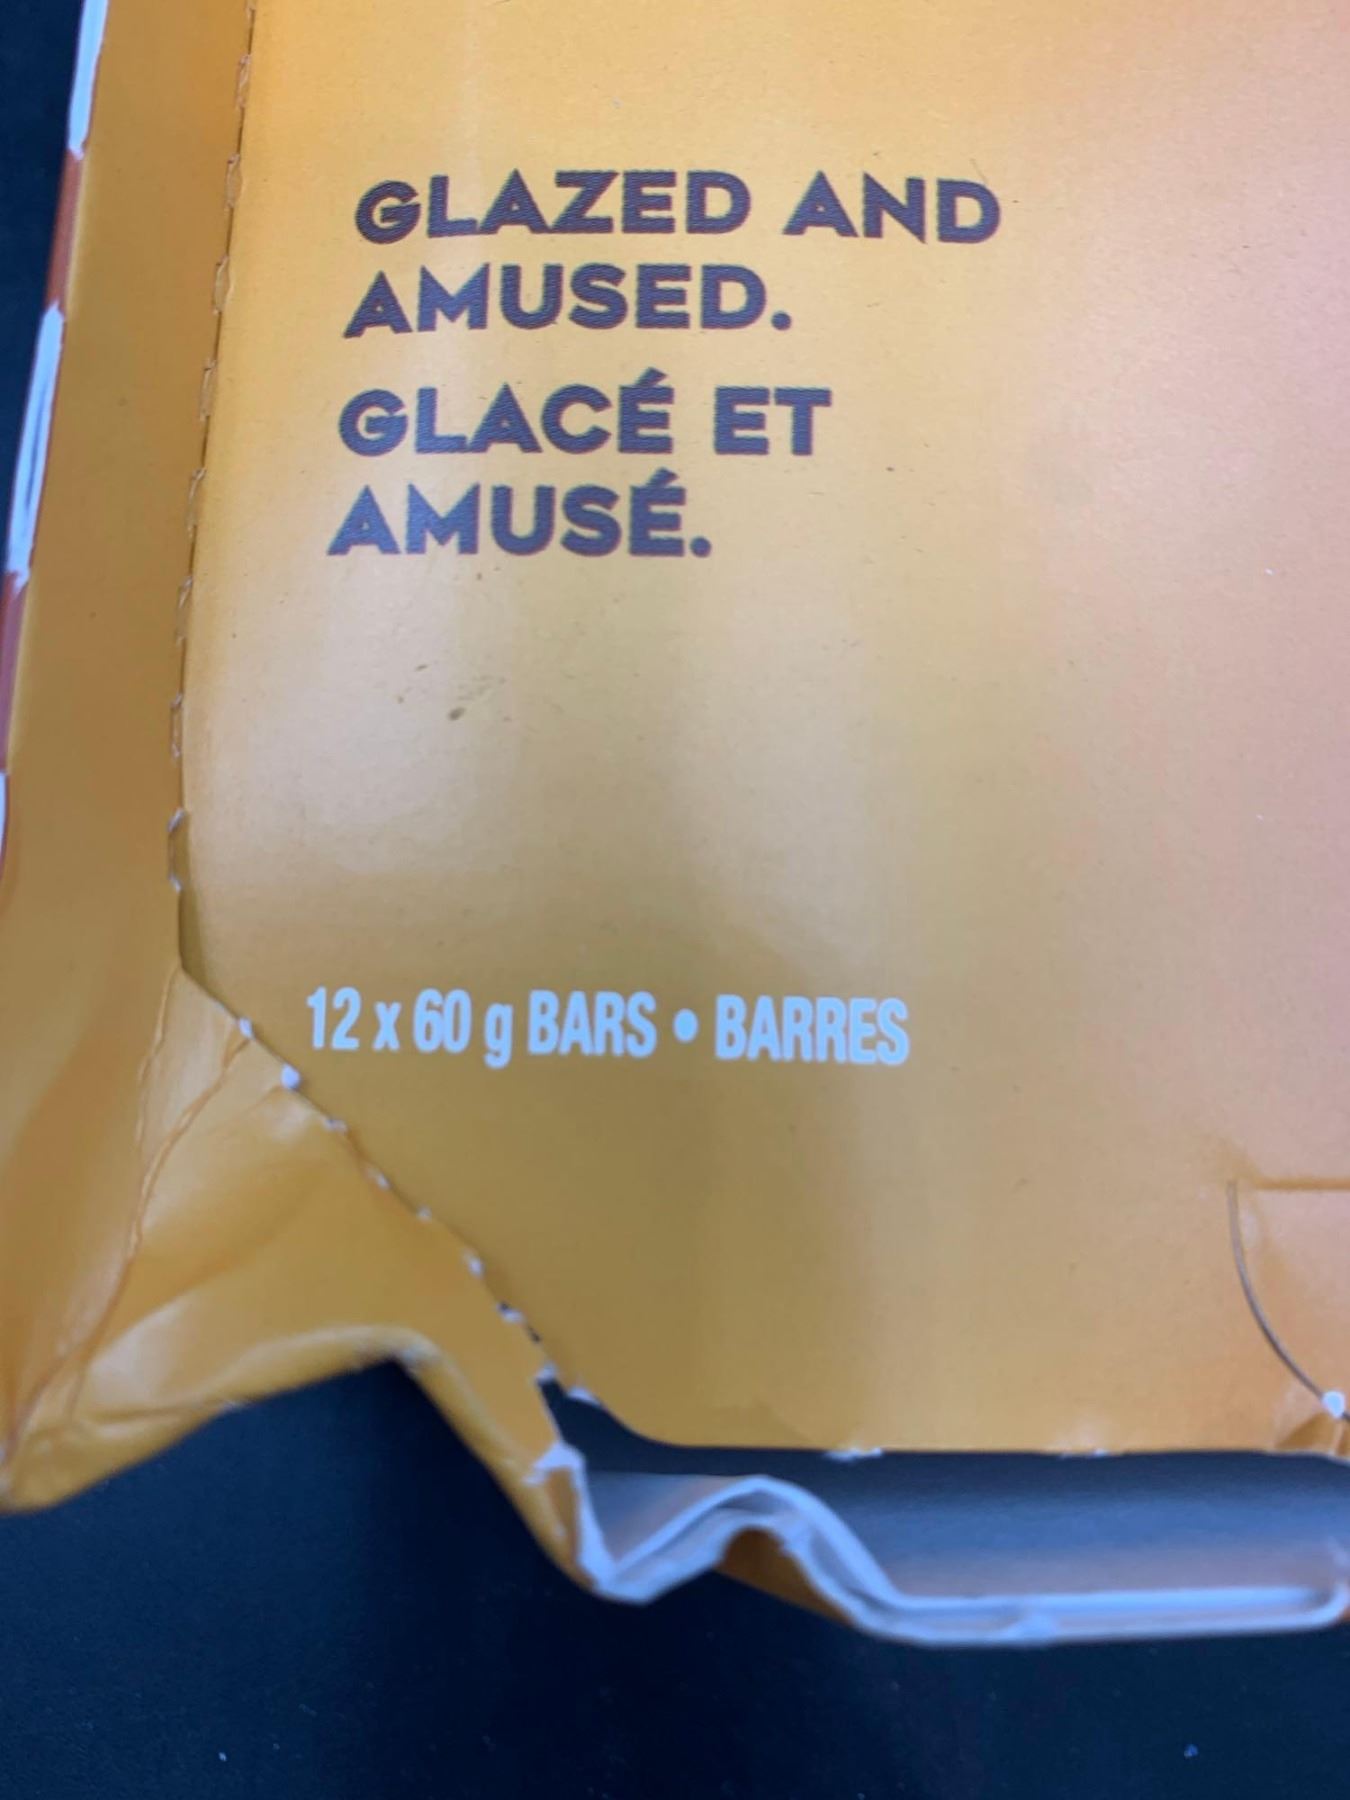 GLAZED AND
AMUSED.
GLACÉ ET
AMUSÉ.
12 x 60 g BARS • BARRES